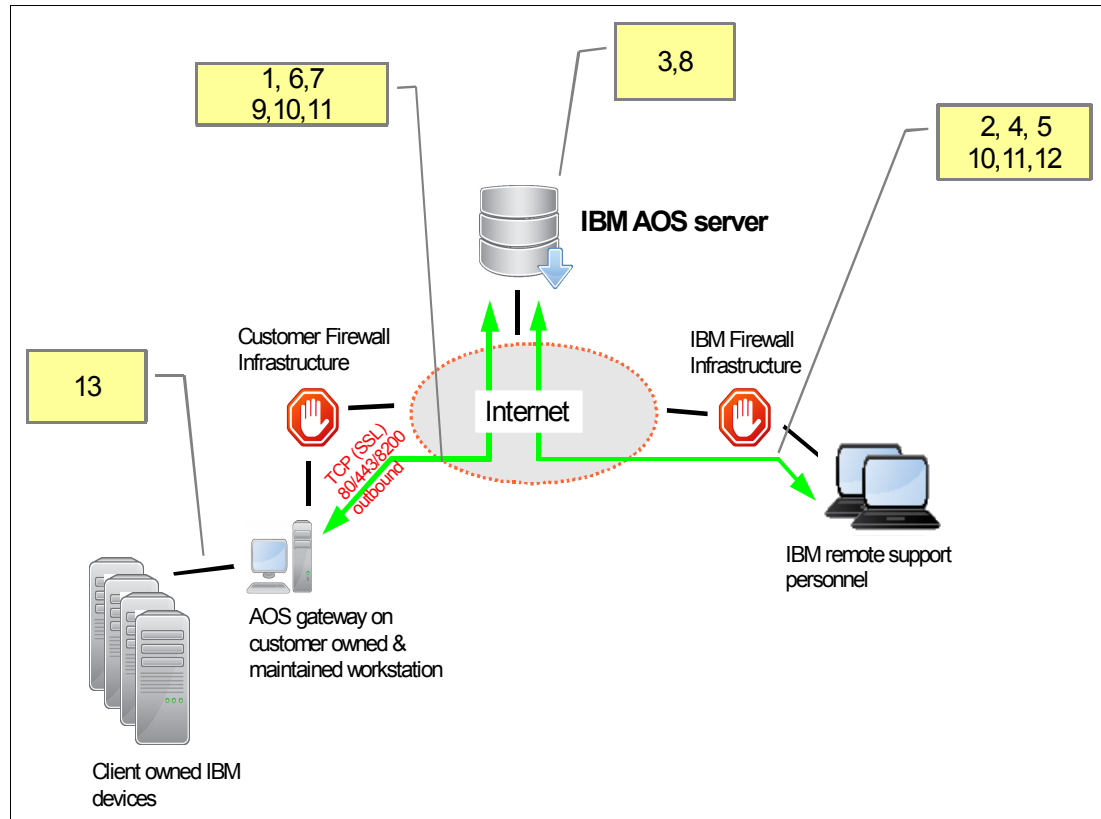 3,8
1, 6,7
9,10,11
2, 4, 5
10,11,12
IBM AOS server
Customer Firewall
Infrastructure
IBM Firewall
Infrastructure
13
Internet
TCP (SSL)
80/443/8200
outbound
IBM remote support
personnel
AOS gateway on
customer owned &
maintained workstation
Client owned IBM
devices